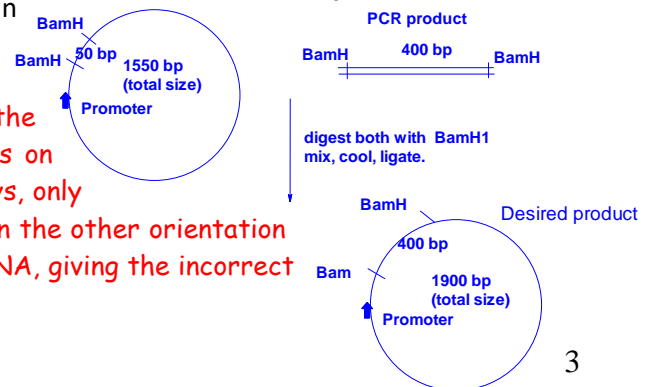 n
BamH
BamH
50 bp
1550 bp
(total size)
Promoter
PCR product
BamH
400 bp
BamH
the
s on
digest both with BamH1
mix, cool, ligate.
ys, only
n the other orientation
NA, giving the incorrect
BamH
Desired product
400 bp
Bam
1900 bp
(total size)
Promoter
3